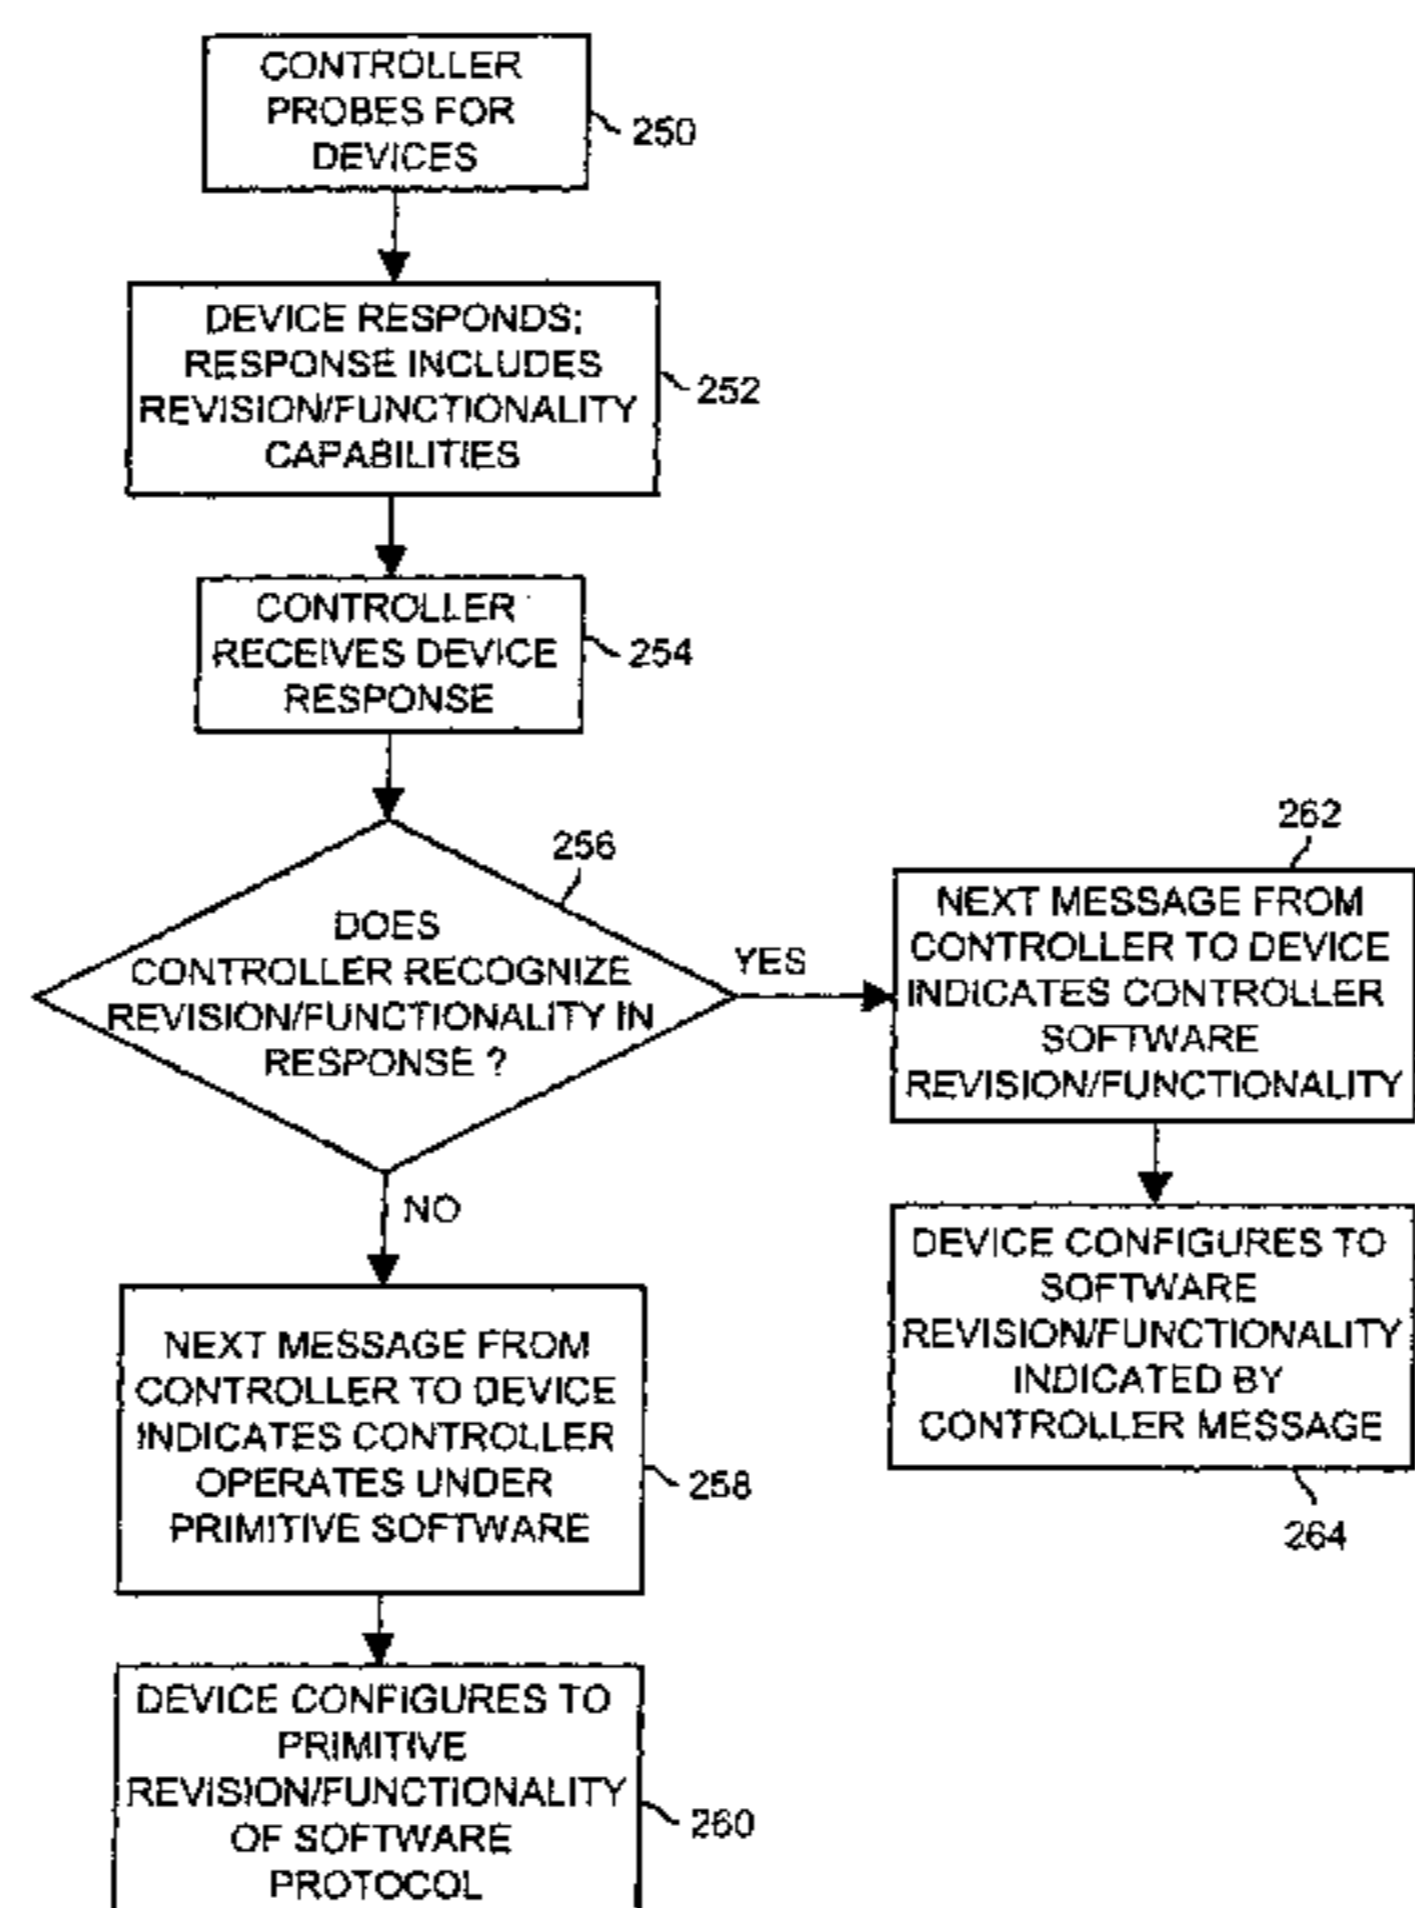 CONTROLLER
PROBES FOR
DEVICES
250
DEVICE RESPONDS;
RESPONSE INCLUDES
REVISION/FUNCTIONALITY
CAPABILITIES
252
CONTROLLER
RECEIVES DEVICE
RESPONSE
254
256
DOES
CONTROLLER RECOGNIZE
REVISION/FUNCTIONALITY IN
RESPONSE ?
YES
NO
262
NEXT MESSAGE FROM
CONTROLLER TO DEVICE
INDICATES CONTROLLER
SOFTWARE
REVISION/FUNCTIONALITY
DEVICE CONFIGURES TO
SOFTWARE
REVISION/FUNCTIONALITY
INDICATED BY
CONTROLLER MESSAGE
264
NEXT MESSAGE FROM
CONTROLLER TO DEVICE
INDICATES CONTROLLER
OPERATES UNDER
PRIMITIVE SOFTWARE
258
DEVICE CONFIGURES TO
PRIMITIVE
REVISION/FUNCTIONALITY
OF SOFTWARE
PROTOCOL
260